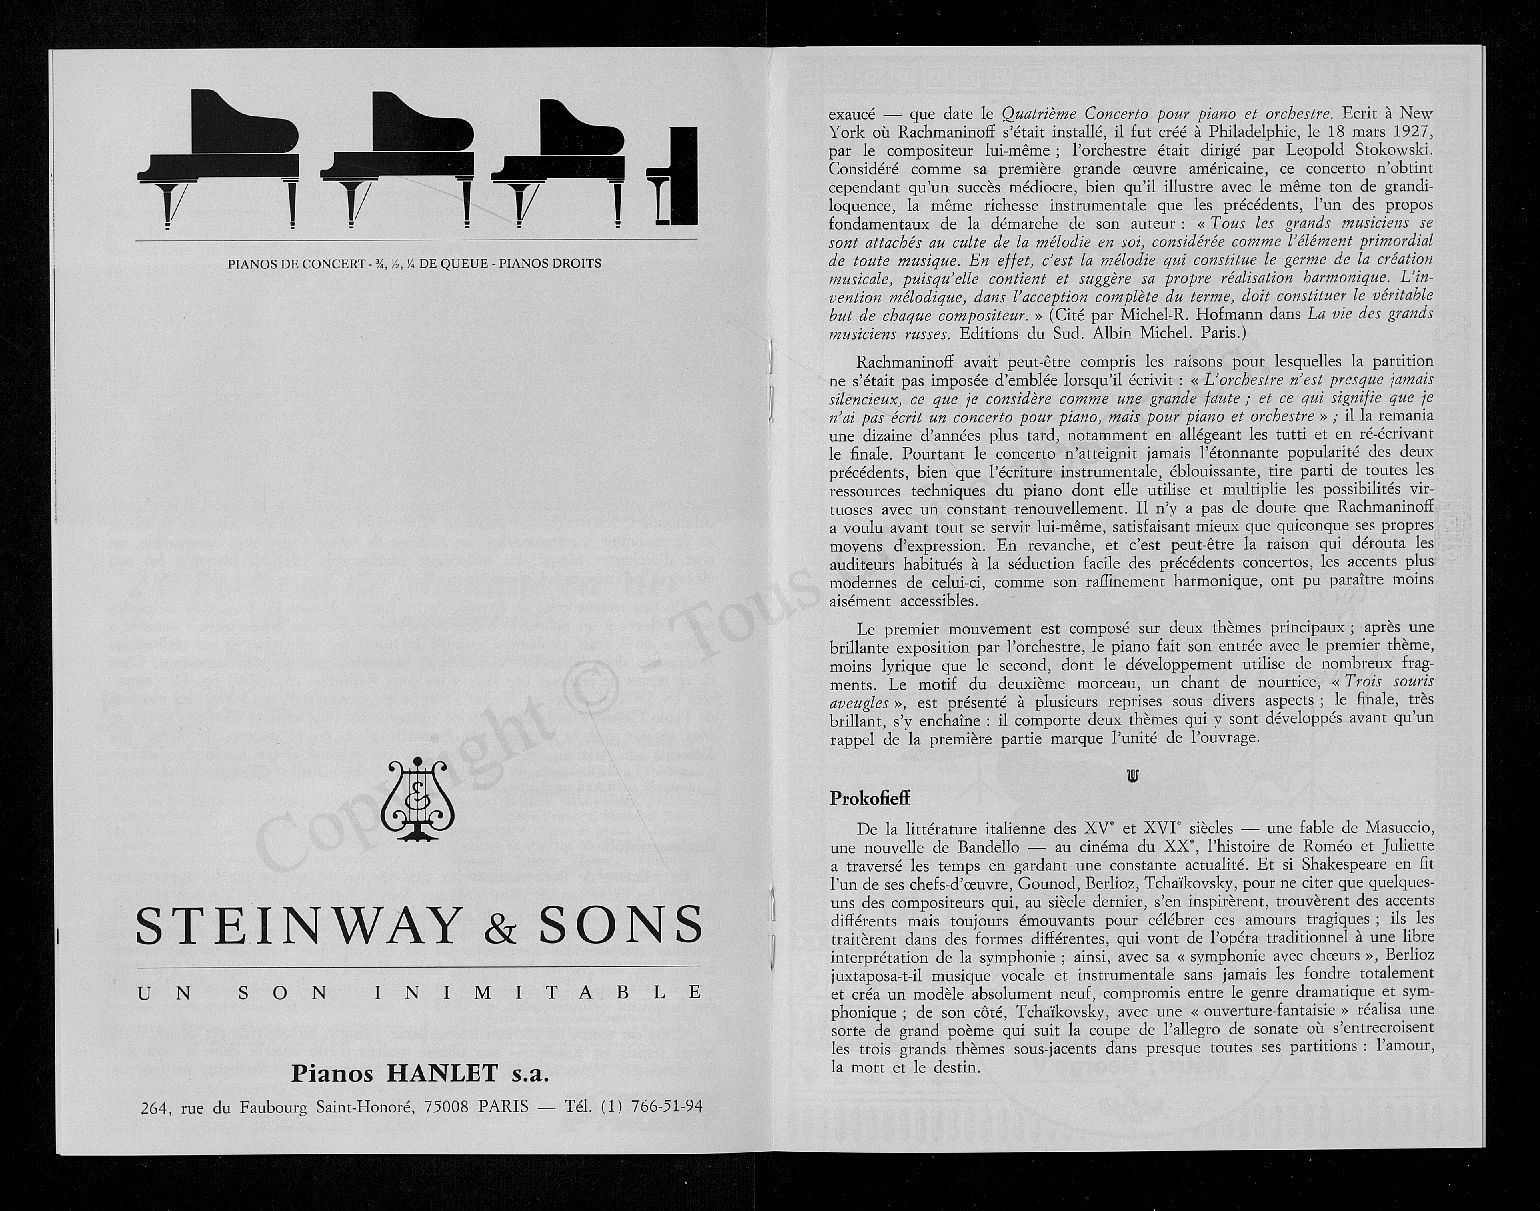 PIANOS DE CONCERT - ¾, ½, ¼ DE QUEUE - PIANOS DROITS
STEINWAY & SONS
UN SON INIMITABLE
Pianos HANLET s.a.
264, rue du Faubourg Saint-Honoré, 75008 PARIS — Tél. (1) 766-51-94
exaucé — que date le Quatrième Concerto pour piano et orchestre. Ecrit à New
York où Rachmaninoff s'était installé, il fut créé à Philadelphie, le 18 mars 1927,
par le compositeur lui-même ; l'orchestre était dirigé par Leopold Stokowski.
Considéré comme sa première grande œuvre américaine, ce concerto n'obtint
cependant qu'un succès médiocre, bien qu'il illustre avec le même ton de grandi-
loquence, la même richesse instrumentale que les précédents, l'un des propos
fondamentaux de la démarche de son auteur : « Tous les grands musiciens se
sont attachés au culte de la mélodie en soi, considérée comme l'élément primordial
de toute musique. En effet, c'est la mélodie qui constitue le germe de la création
musicale, puisqu'elle contient et suggère sa propre réalisation harmonique. L'in-
vention mélodique, dans l'acception complète du terme, doit constituer le véritable
but de chaque compositeur. » (Cité par Michel-R. Hofmann dans La vie des grands
musiciens russes. Editions du Sud. Albin Michel. Paris.)
Rachmaninoff avait peut-être compris les raisons pour lesquelles la partition
ne s'était pas imposée d'emblée lorsqu'il écrivit : « L'orchestre n'est presque jamais
silencieux, ce que je considère comme une grande faute ; et ce qui signifie que je
n'ai pas écrit un concerto pour piano, mais pour piano et orchestre » ; il la remania
une dizaine d'années plus tard, notamment en allégeant les tutti et en ré-écrivant
le finale. Pourtant le concerto n'atteignit jamais l'étonnante popularité des deux
précédents, bien que l'écriture instrumentale, éblouissante, tire parti de toutes les
ressources techniques du piano dont elle utilise et multiplie les possibilités vir-
tuoses avec un constant renouvellement. Il n'y a pas de doute que Rachmaninoff
a voulu avant tout se servir lui-même, satisfaisant mieux que quiconque ses propres
moyens d'expression. En revanche, et c'est peut-être la raison qui dérouta les
auditeurs habitués à la séduction facile des précédents concertos, les accents plus
modernes de celui-ci, comme son raffinement harmonique, ont pu paraître moins
aisément accessibles.
Le premier mouvement est composé sur deux thèmes principaux ; après une
brillante exposition par l'orchestre, le piano fait son entrée avec le premier thème,
moins lyrique que le second, dont le développement utilise de nombreux frag-
ments. Le motif du deuxième morceau, un chant de nourrice, « Trois souris
aveugles », est présenté à plusieurs reprises sous divers aspects ; le finale, très
brillant, s'y enchaîne : il comporte deux thèmes qui y sont développés avant qu'un
rappel de la première partie marque l'unité de l'ouvrage.
Prokofieff
De la littérature italienne des XVe et XVIe siècles — une fable de Masuccio,
une nouvelle de Bandello — au cinéma du XXe, l'histoire de Roméo et Juliette
a traversé les temps en gardant une constante actualité. Et si Shakespeare en fit
l'un de ses chefs-d'œuvre, Gounod, Berlioz, Tchaïkovsky, pour ne citer que quelques-
uns des compositeurs qui, au siècle dernier, s'en inspirèrent, trouvèrent des accents
différents mais toujours émouvants pour célébrer ces amours tragiques ; ils les
traitèrent dans des formes différentes, qui vont de l'opéra traditionnel à une libre
interprétation de la symphonie ; ainsi, avec sa « symphonie avec chœurs », Berlioz
juxtaposa-t-il musique vocale et instrumentale sans jamais les fondre totalement
et créa un modèle absolument neuf, compromis entre le genre dramatique et sym-
phonique ; de son côté, Tchaïkovsky, avec une « ouverture-fantaisie » réalisa une
sorte de grand poème qui suit la coupe de l'allegro de sonate où s'entrecroisent
les trois grands thèmes sous-jacents dans presque toutes ses partitions : l'amour,
la mort et le destin.
Copyright © - Tous